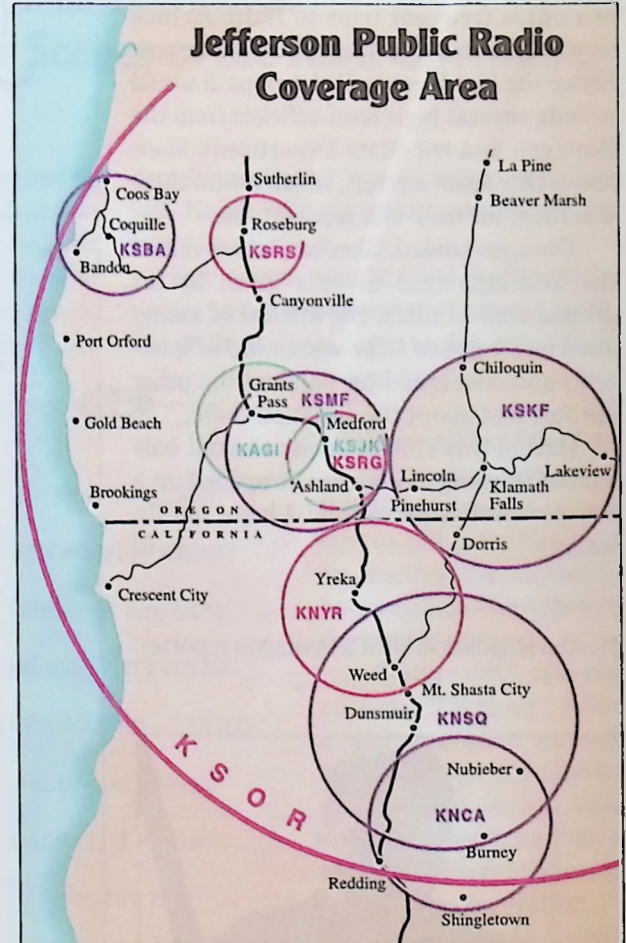 Jefferson Public Radio
Coverage Area
La Pine
Sutherlin
Coos Bay
Beaver Marsh
Coquille
Roseburg
KSBA
KSRS
Bandon
Canyonville
Port Orford
Chiloquin
Grants
Pass
KSMF
KSKF
Gold Beach
Medford
KAGI
KSJK
KSRG
Lakeview
Lincoln
Ashland
Klamath
Falls
Pinehurst
Brookings
OREGON
CALIFORNIA
Dorris
Yreka
Crescent City
KNYR
Weed
Mt. Shasta City
Dunsmuir
KNSQ
KSOR
Nubieber
KNCA
Burney
Redding
Shingletown